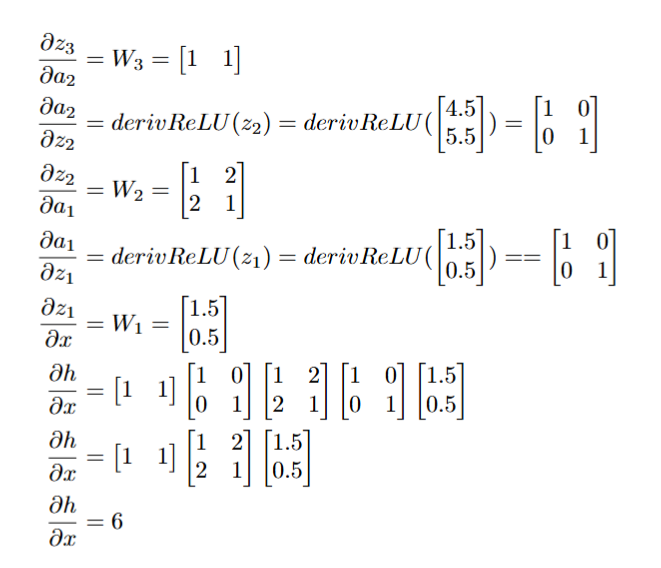 ∂z₃/∂a₂ = W₃ = [1 1]
∂a₂/∂z₂ = derivReLU(z₂) = derivReLU([4.5; 5.5]) = [1 0; 0 1]
∂z₂/∂a₁ = W₂ = [1 2; 2 1]
∂a₁/∂z₁ = derivReLU(z₁) = derivReLU([1.5; 0.5]) == [1 0; 0 1]
∂z₁/∂x = W₁ = [1.5; 0.5]
∂h/∂x = [1 1] [1 0; 0 1] [1 2; 2 1] [1 0; 0 1] [1.5; 0.5]
∂h/∂x = [1 1] [1 2; 2 1] [1.5; 0.5]
∂h/∂x = 6